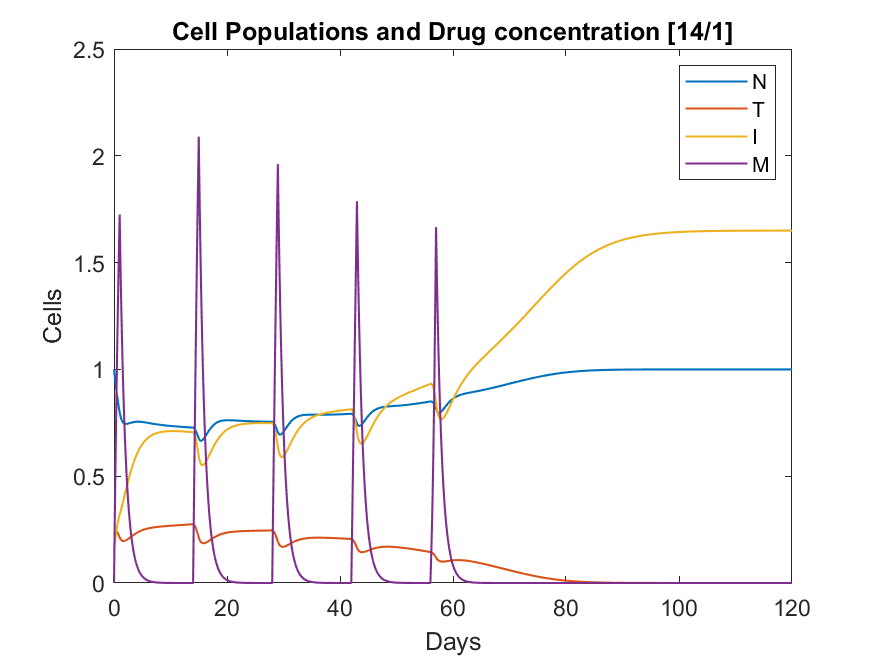 Cell Populations and Drug concentration [14/1]
2.5
2
1.5
1
0.5
0
Cells
0 20 40 60 80 100 120
Days
N
T
I
M